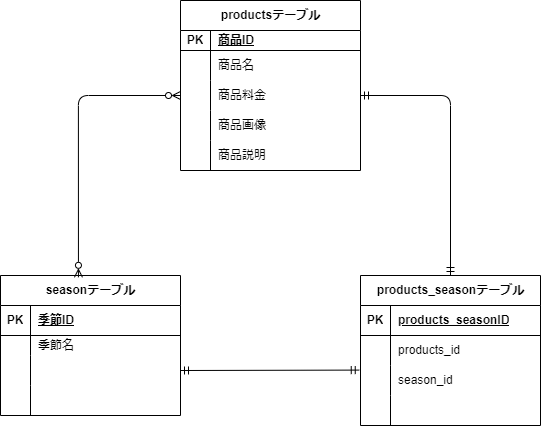 productsテーブル
PK 商品ID
商品名
商品料金
商品画像
商品説明
seasonテーブル
PK 季節ID
季節名
products_seasonテーブル
PK products_seasonID
products_id
season_id